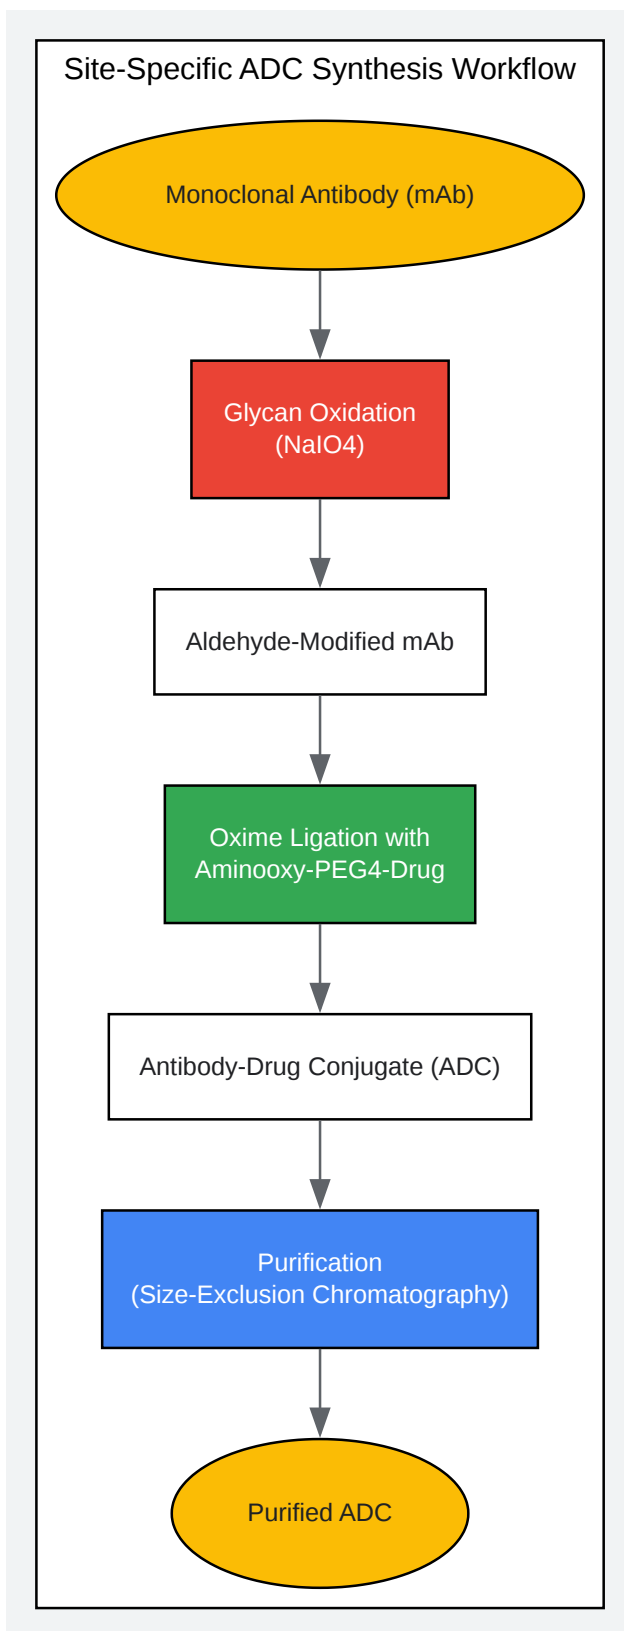 Site-Specific ADC Synthesis Workflow
Monoclonal Antibody (mAb)
Glycan Oxidation
(NaIO4)
Aldehyde-Modified mAb
Oxime Ligation with
Aminooxy-PEG4-Drug
Antibody-Drug Conjugate (ADC)
Purification
(Size-Exclusion Chromatography)
Purified ADC